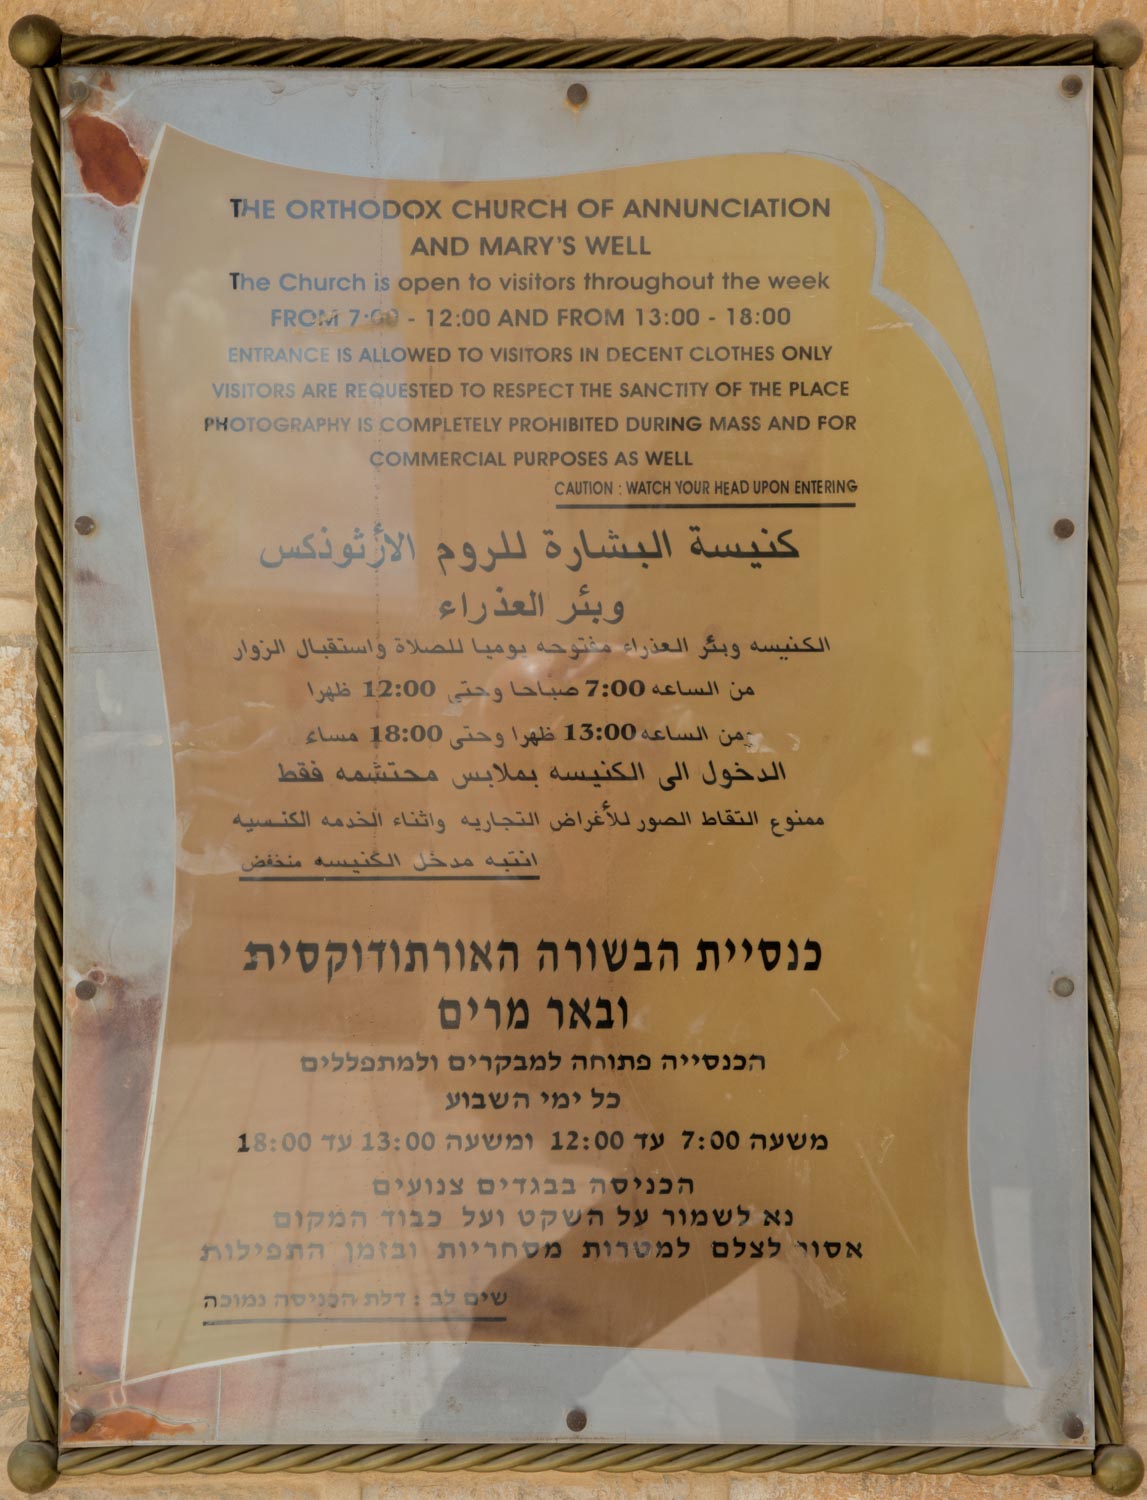 THE ORTHODOX CHURCH OF ANNUNCIATION
AND MARY'S WELL
The Church is open to visitors throughout the week
FROM 7:00 - 12:00 AND FROM 13:00 - 18:00
ENTRANCE IS ALLOWED TO VISITORS IN DECENT CLOTHES ONLY
VISITORS ARE REQUESTED TO RESPECT THE SANCTITY OF THE PLACE
PHOTOGRAPHY IS COMPLETELY PROHIBITED DURING MASS AND FOR
COMMERCIAL PURPOSES AS WELL
CAUTION : WATCH YOUR HEAD UPON ENTERING
كنيسة البشارة للروم الأرثوذكس
وبئر العذراء
الكنيسه وبئر العذراء مفتوحه يوميا للصلاة واستقبال الزوار
من الساعه 7:00 صباحا وحتى 12:00 ظهرا
ومن الساعه 13:00 ظهرا وحتى 18:00 مساء
الدخول الى الكنيسه بملابس محتشمه فقط
ممنوع التقاط الصور للأغراض التجاريه واثناء الخدمه الكنسيه
انتبه مدخل الكنيسه منخفض
כנסיית הבשורה האורתודוקסית
ובאר מרים
הכנסייה פתוחה למבקרים ולמתפללים
כל ימי השבוע
משעה 7:00 עד 12:00 ומשעה 13:00 עד 18:00
הכניסה בבגדים צנועים
נא לשמור על השקט ועל כבוד המקום
אסור לצלם למטרות מסחריות ובזמן התפילות
שים לב : דלת הכניסה נמוכה